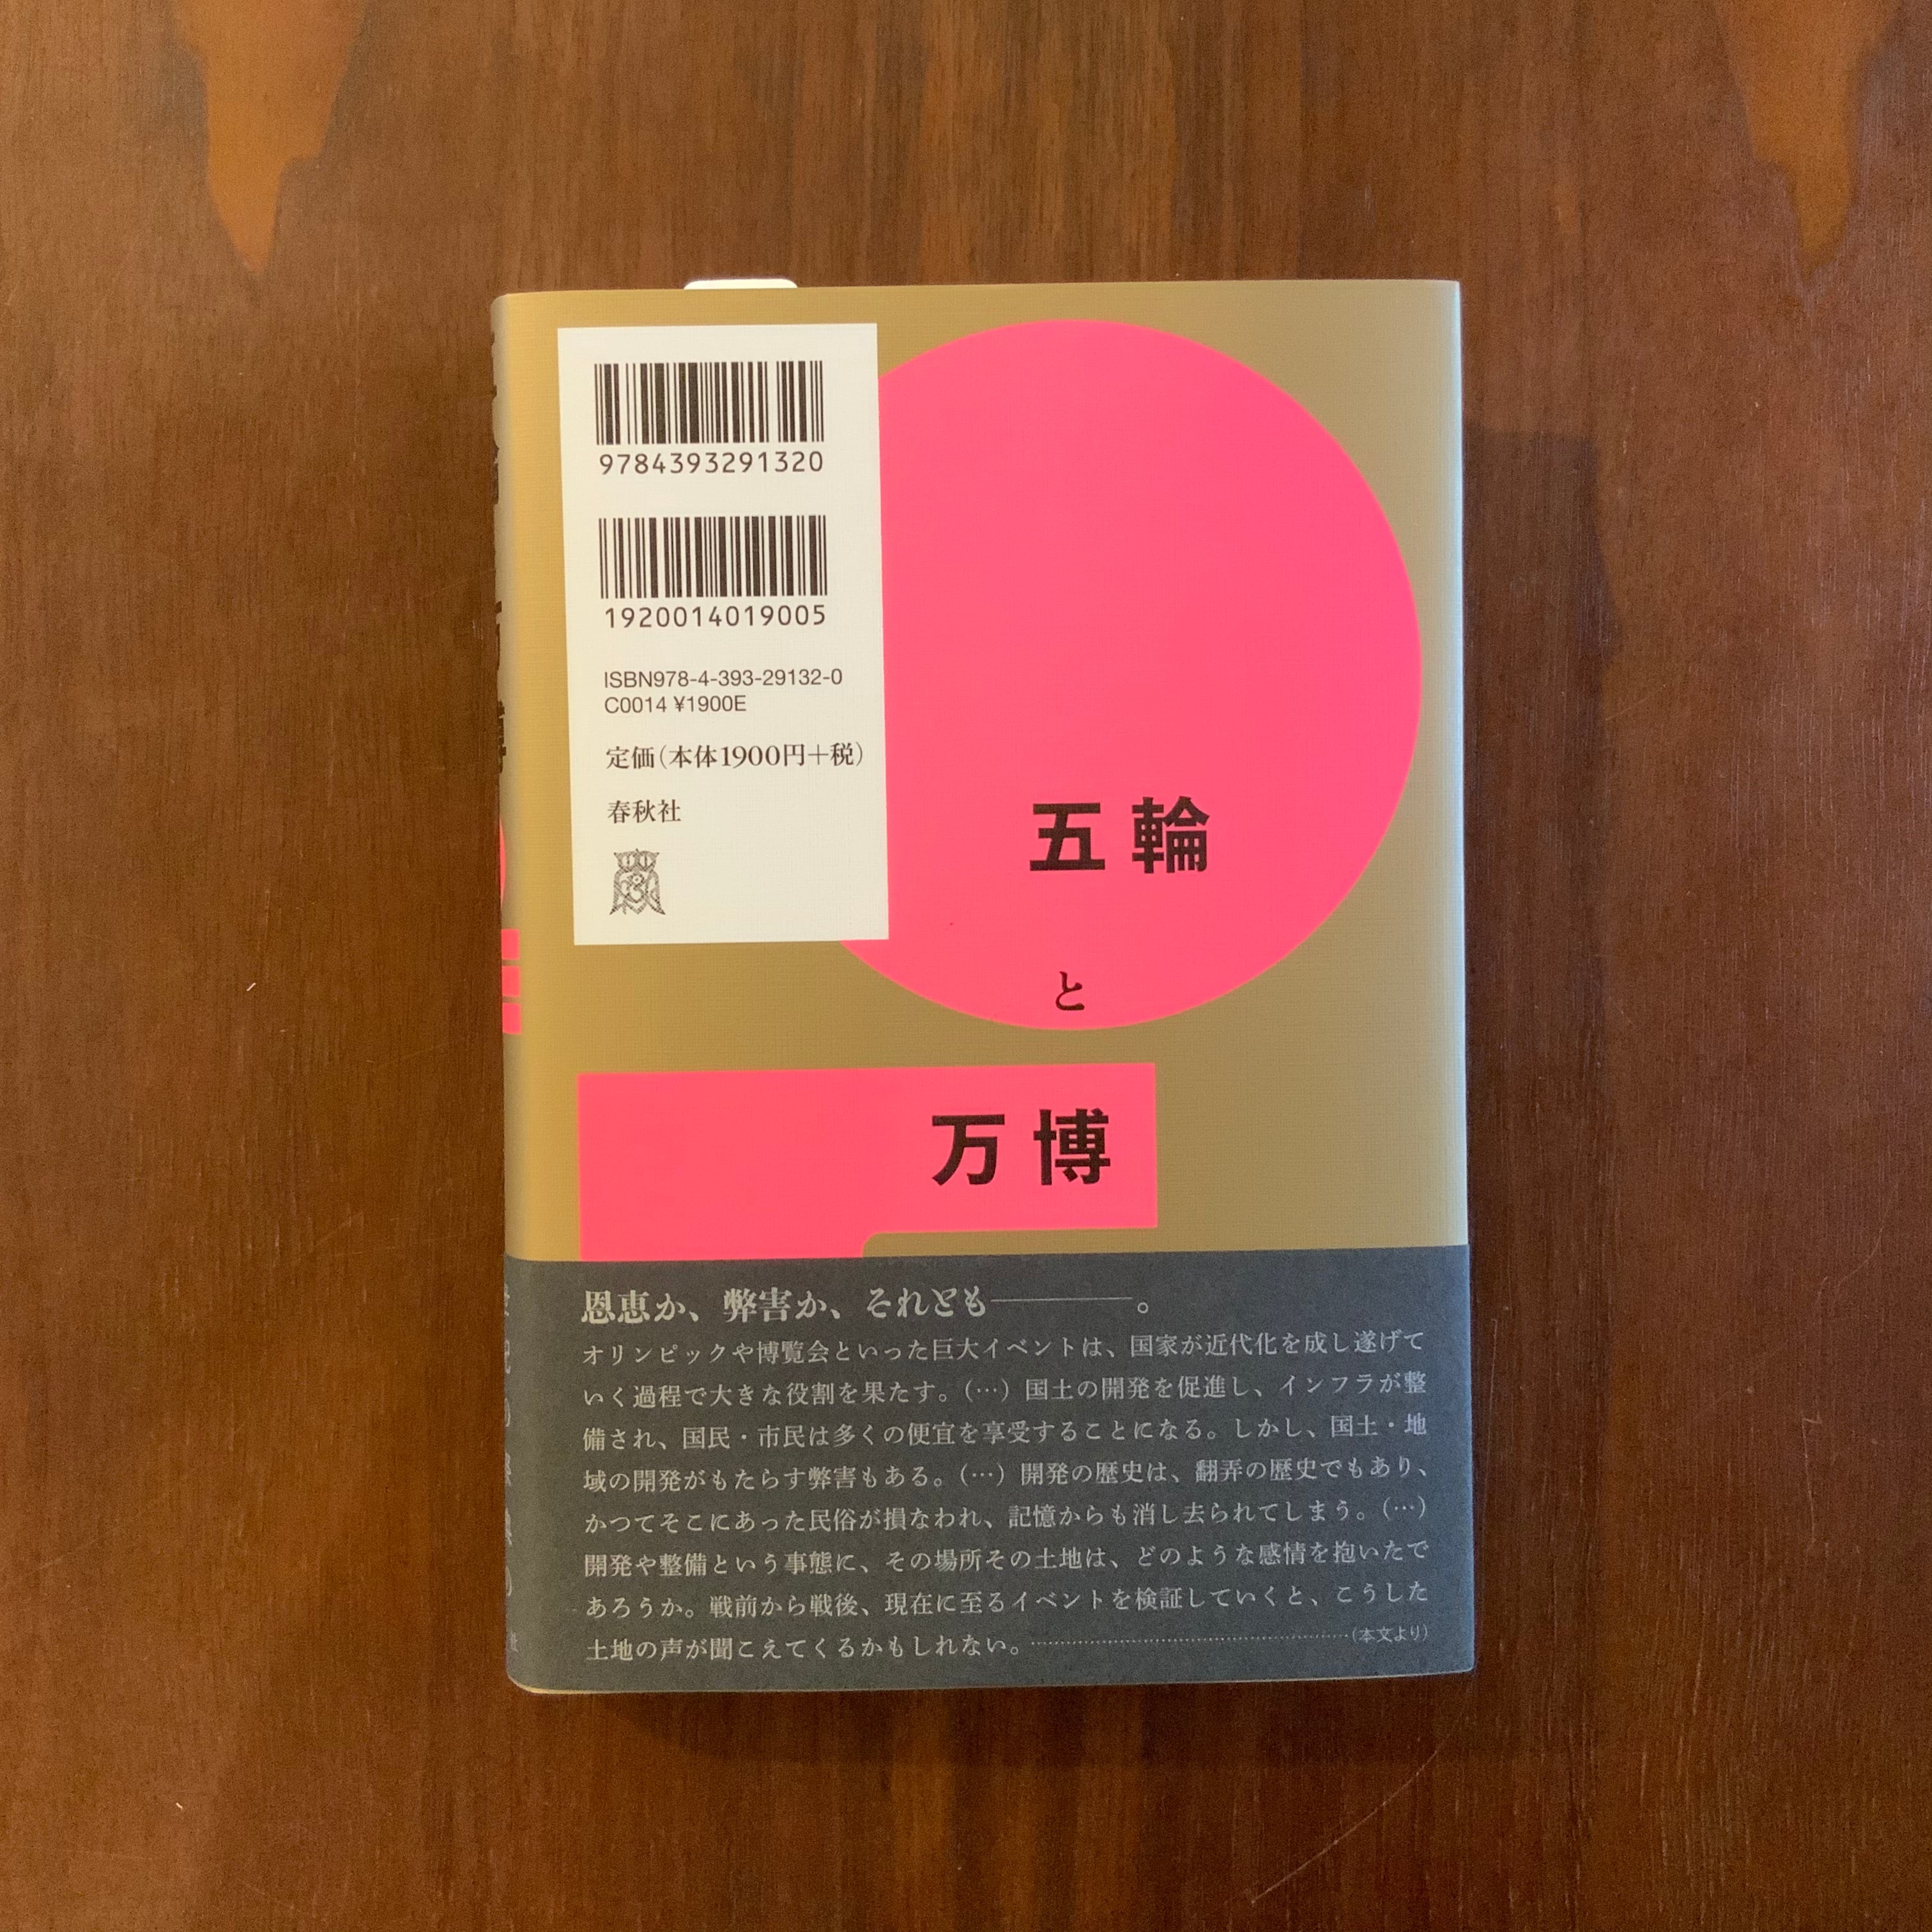 9784393291320
1920014019005
ISBN978-4-393-29132-0
C0014 ¥1900E
定価（本体1900円＋税）
春秋社
五輪
と
万博
恩恵か、弊害か、それとも――――。
オリンピックや博覧会といった巨大イベントは、国家が近代化を成し遂げて
いく過程で大きな役割を果たす。（…）国土の開発を促進し、インフラが整
備され、国民・市民は多くの便宜を享受することになる。しかし、国土・地
域の開発がもたらす弊害もある。（…）開発の歴史は、翻弄の歴史でもあり、
かつてそこにあった民俗が損なわれ、記憶からも消し去られてしまう。（…）
開発や整備という事態に、その場所その土地は、どのような感情を抱いたで
あろうか。戦前から戦後、現在に至るイベントを検証していくと、こうした
土地の声が聞こえてくるかもしれない。……………………………………（本文より）